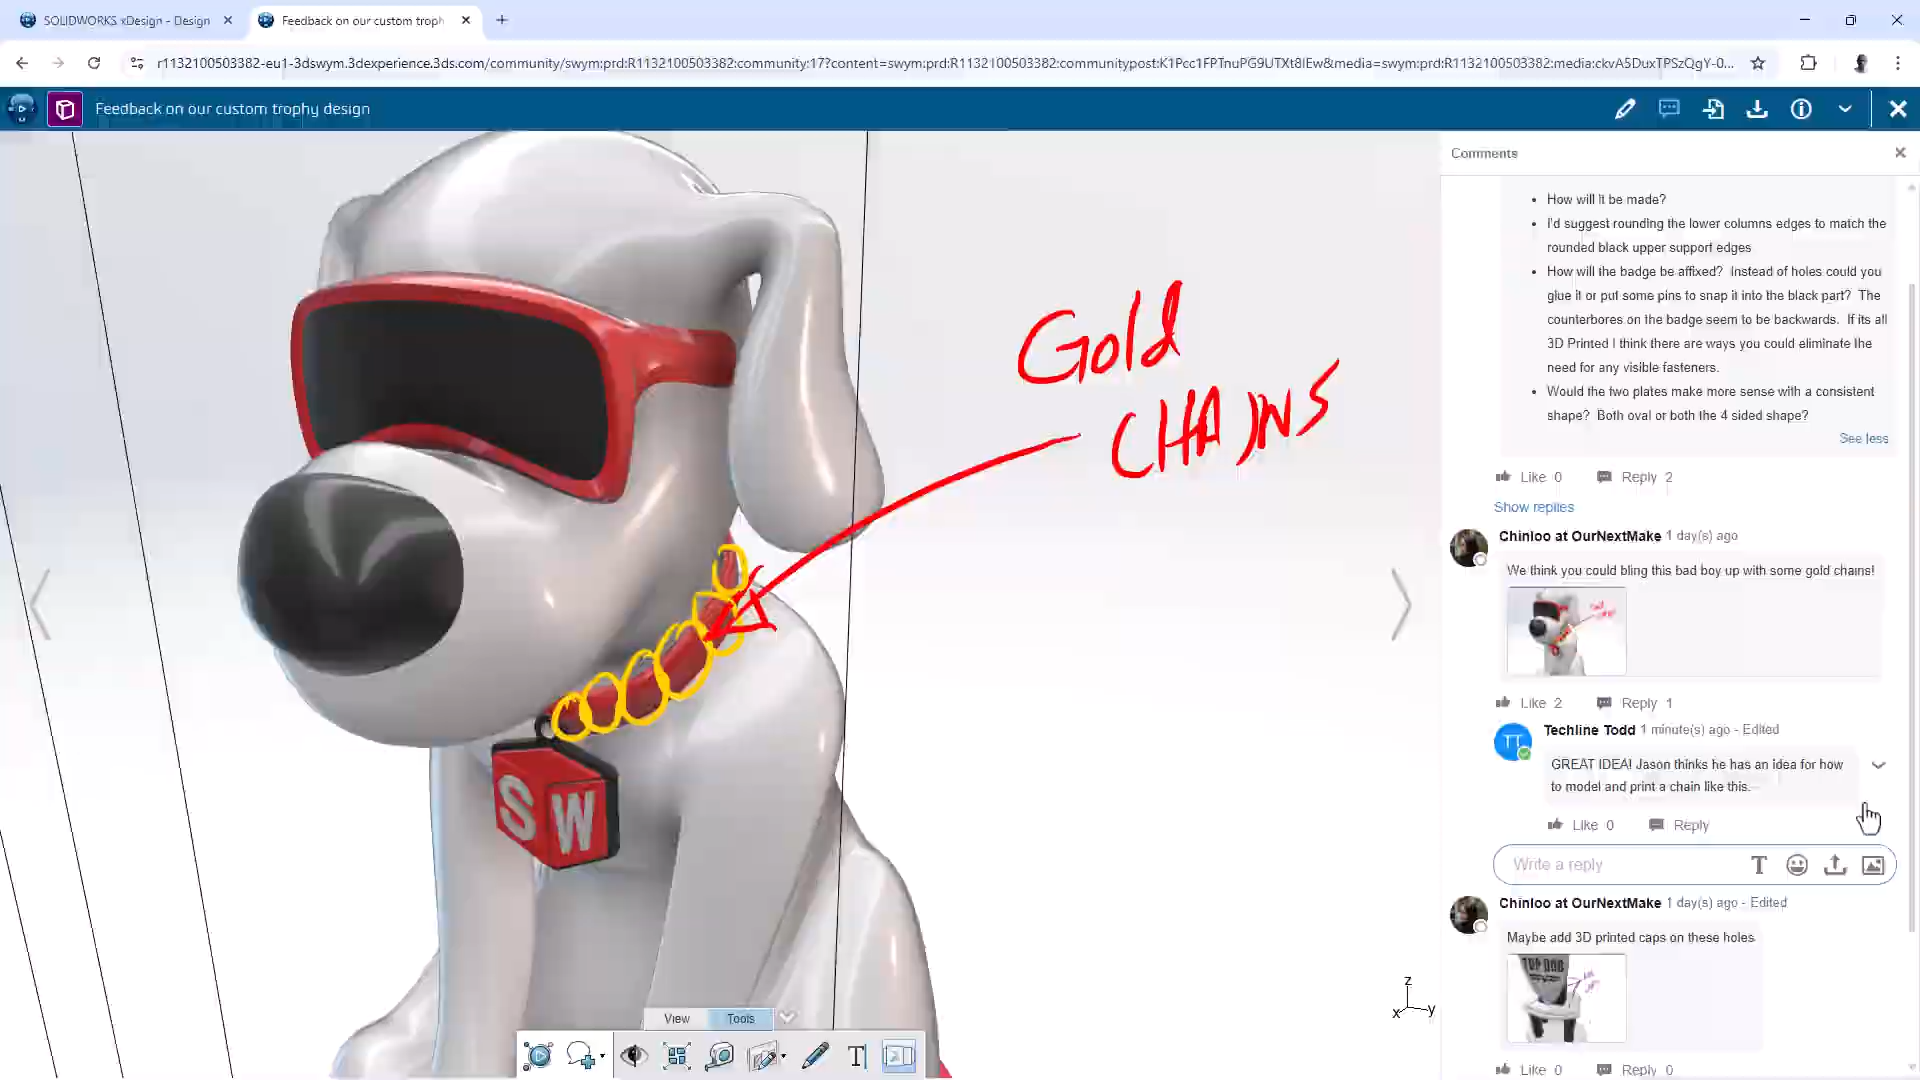 SOLIDWORKS xDesign - Design
Feedback on our custom troph
r1132100503382-eu1-3dswym.3dexperience.3ds.com/community/swym:prd:R1132100503382:community:17?content=swym:prd:R1132100503382:communitypost:K1Pcc1FPTnuPG9UTXt8IEw&media=swym:prd:R1132100503382:media:ckvA5DuxTPSzQgY-0...
Feedback on our custom trophy design
Gold
CHAINS
S W
View Tools
z
x y
Comments
• How will it be made?
• I'd suggest rounding the lower columns edges to match the
rounded black upper support edges
• How will the badge be affixed? Instead of holes could you
glue it or put some pins to snap it into the black part? The
counterbores on the badge seem to be backwards. If its all
3D Printed I think there are ways you could eliminate the
need for any visible fasteners.
• Would the two plates make more sense with a consistent
shape? Both oval or both the 4 sided shape?
See less
Like 0 Reply 2
Show replies
Chinloo at OurNextMake 1 day(s) ago
We think you could bling this bad boy up with some gold chains!
Like 2 Reply 1
TT
Techline Todd 1 minute(s) ago - Edited
GREAT IDEA! Jason thinks he has an idea for how
to model and print a chain like this.
Like 0 Reply
Write a reply
Chinloo at OurNextMake 1 day(s) ago - Edited
Maybe add 3D printed caps on these holes
TOP DOG
Like 0 Reply 0